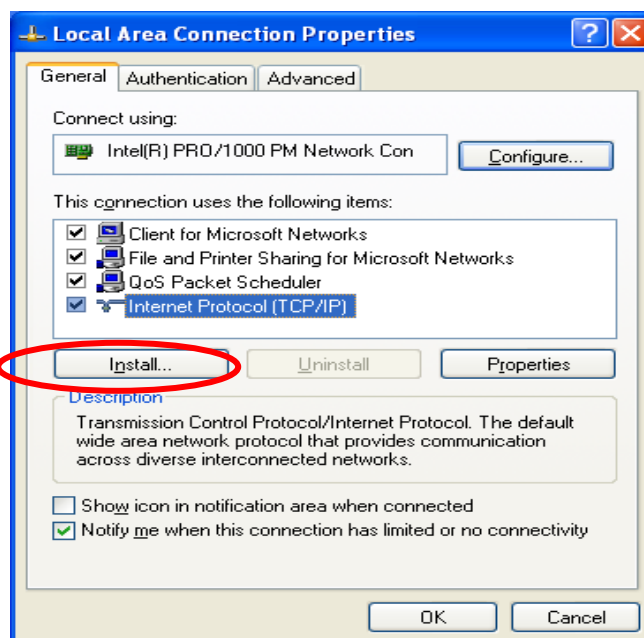 Local Area Connection Properties
General Authentication Advanced
Connect using:
Intel(R) PRO/1000 PM Network Con
Configure...
This connection uses the following items:
Client for Microsoft Networks
File and Printer Sharing for Microsoft Networks
QoS Packet Scheduler
Internet Protocol (TCP/IP)
Install... Uninstall Properties
Description
Transmission Control Protocol/Internet Protocol. The default
wide area network protocol that provides communication
across diverse interconnected networks.
Show icon in notification area when connected
Notify me when this connection has limited or no connectivity
OK Cancel